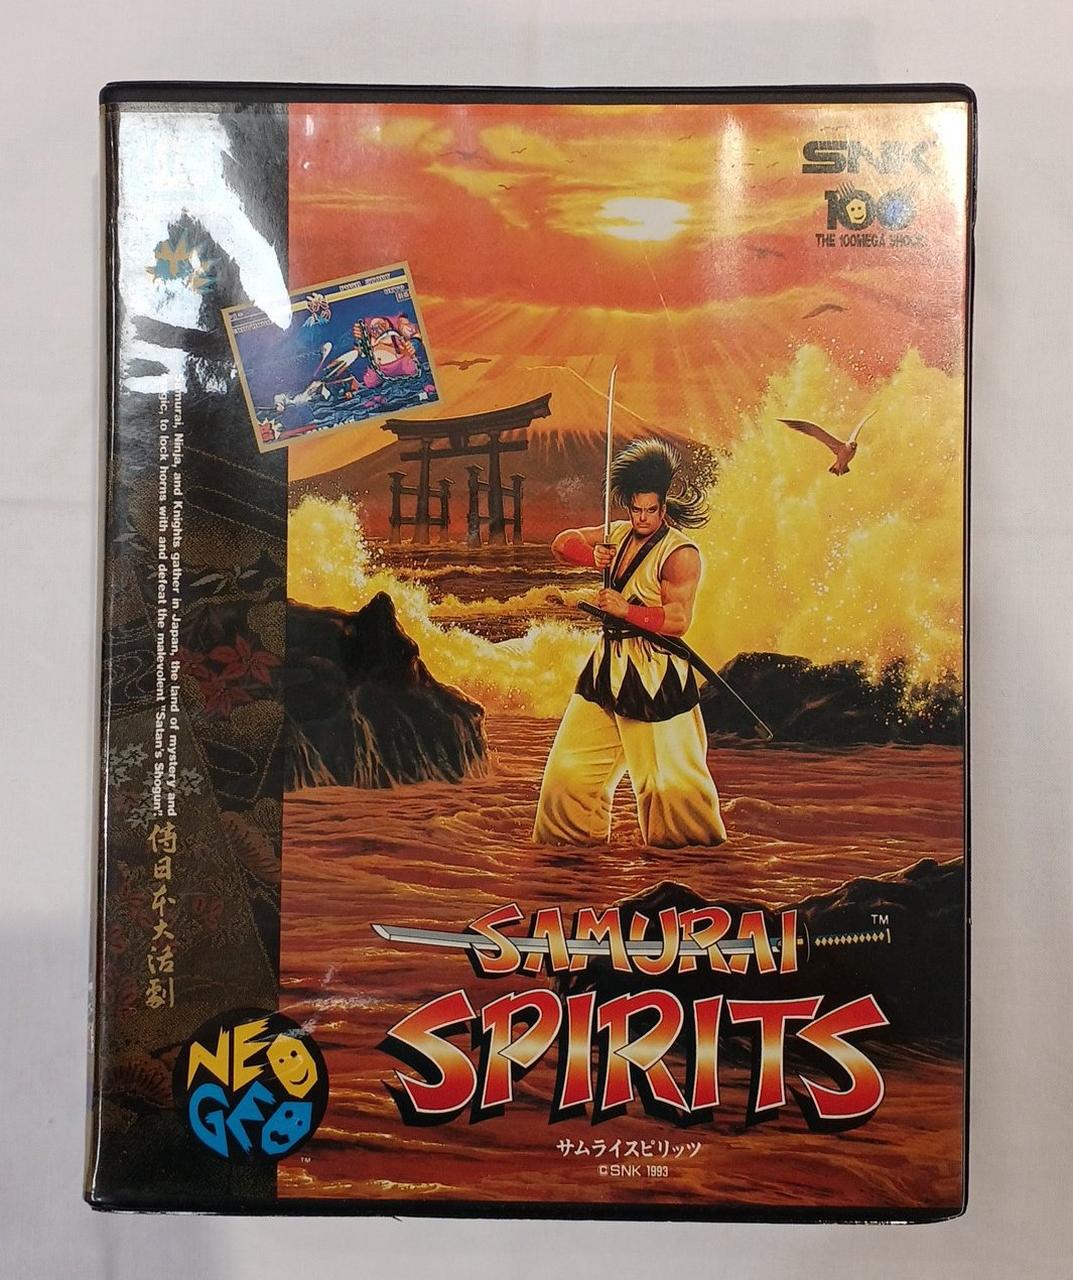 SNK
100
THE 100MEGA SHOCK
Samurai, Ninja, and Knights gather in Japan, the land of mystery and
magic, to lock horns with and defeat the malevolent "Satan's Shogun".
侍日本大活劇
SAMURAI
TM
SPIRITS
サムライスピリッツ
©SNK 1993
NEO
GEO
TM